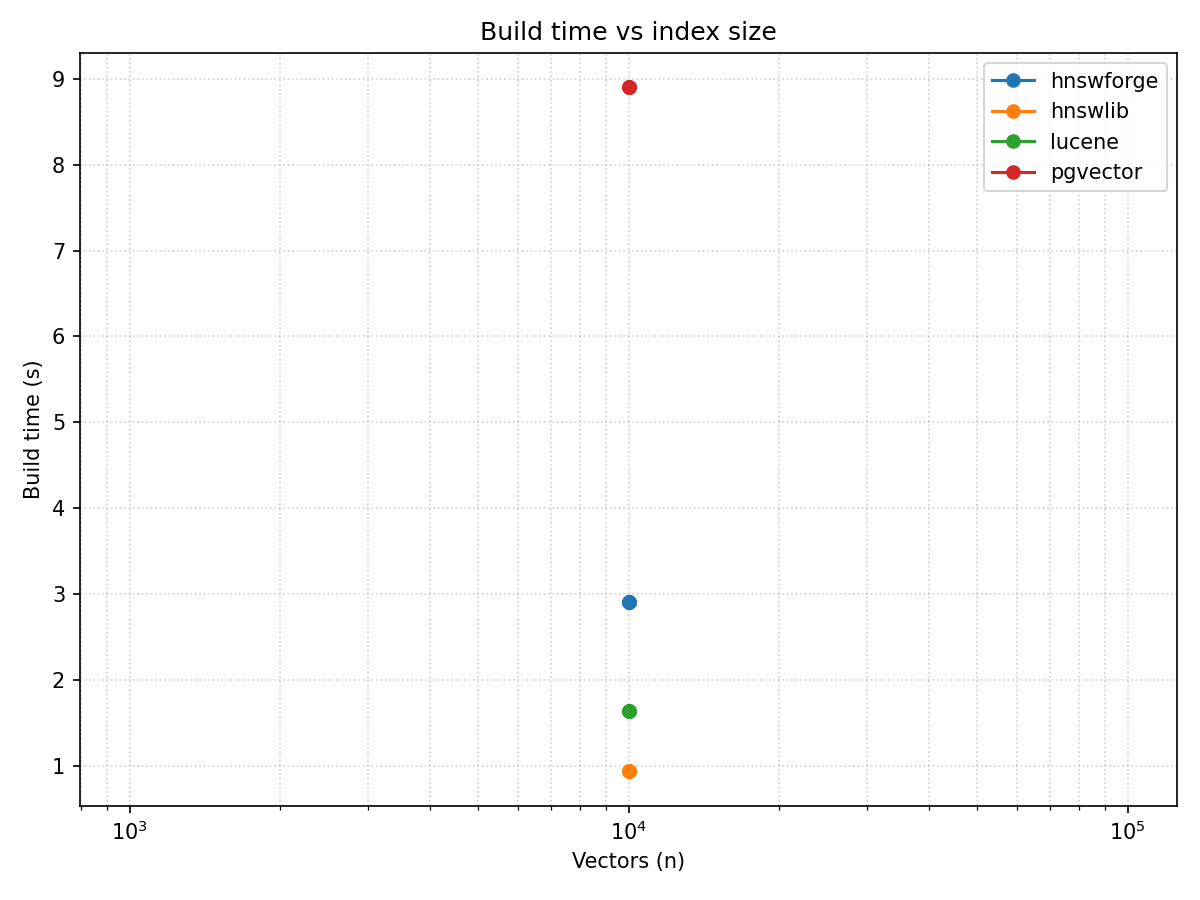 Build time vs index size
hnswforge
hnswlib
lucene
pgvector
9
8
7
6
5
4
3
2
1
Build time (s)
10³
10⁴
10⁵
Vectors (n)